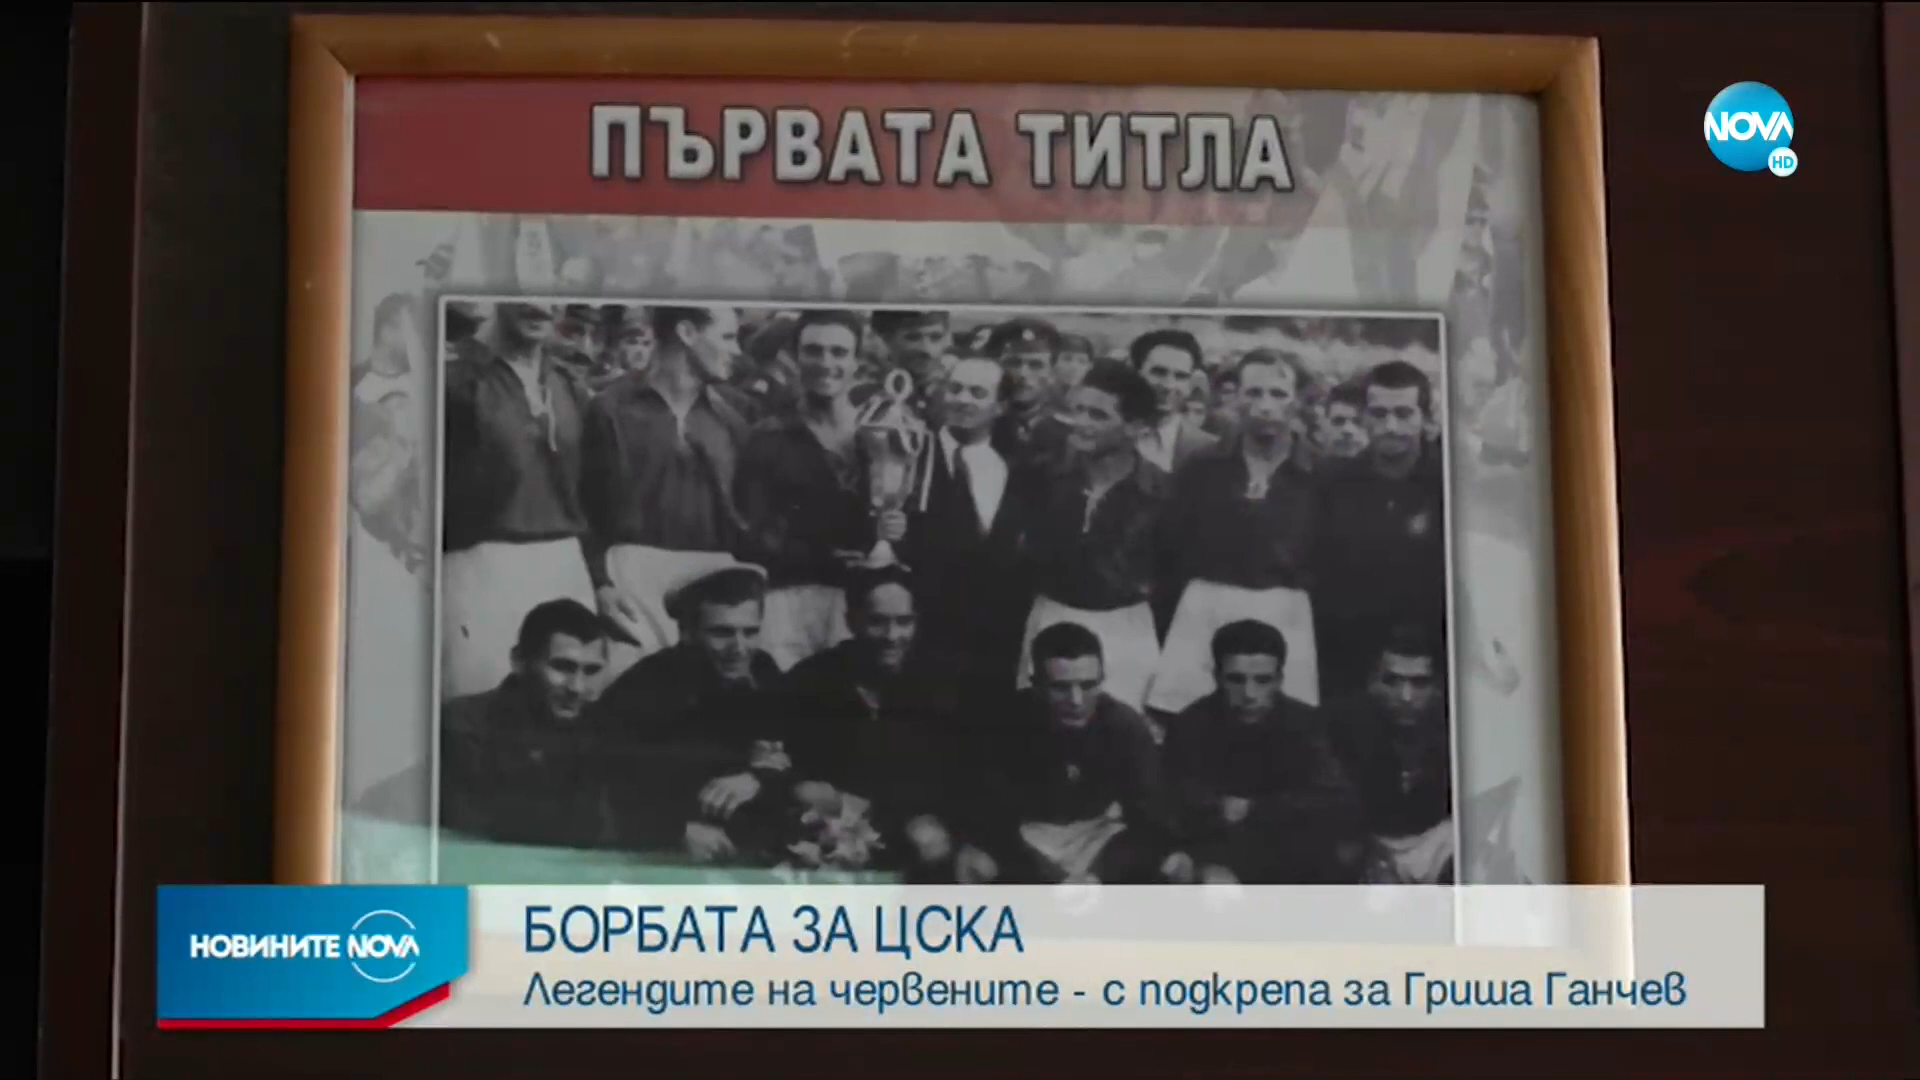 ПЪРВАТА ТИТЛА
NOVA
HD
НОВИНИТЕ NOVA
БОРБАТА ЗА ЦСКА
Легендите на червените - с подкрепа за Гриша Ганчев